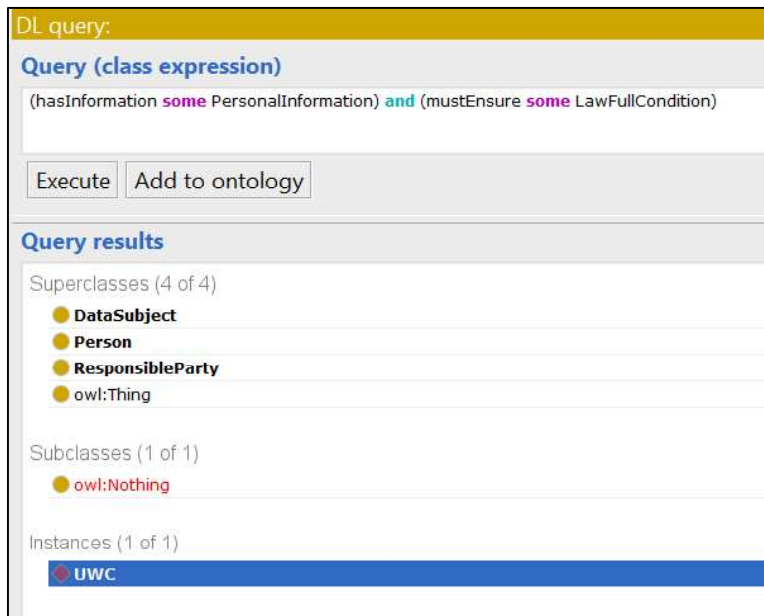 DL query:
Query (class expression)
(hasInformation some PersonalInformation) and (mustEnsure some LawFullCondition)
Execute Add to ontology
Query results
Superclasses (4 of 4)
DataSubject
Person
ResponsibleParty
owl:Thing
Subclasses (1 of 1)
owl:Nothing
Instances (1 of 1)
UWC